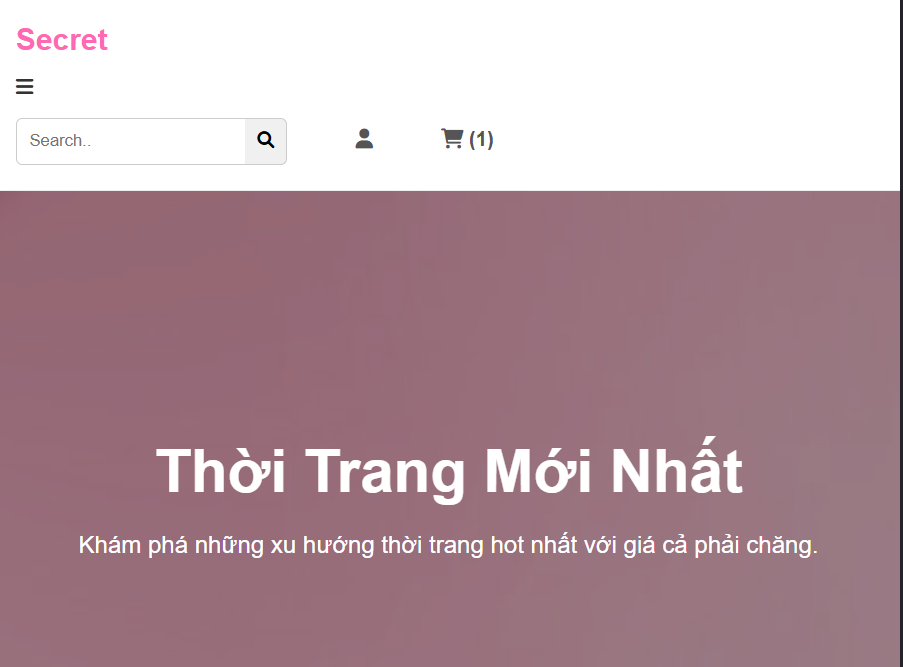 Secret
Search..
(1)
Thời Trang Mới Nhất
Khám phá những xu hướng thời trang hot nhất với giá cả phải chăng.